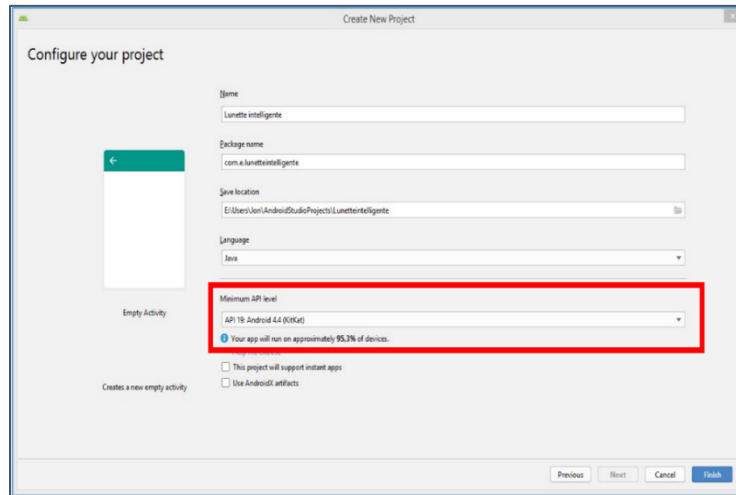 Create New Project
Configure your project
Name
Lunette intelligente
Package name
com.e.lunetteintelligente
Save location
E:\Users\Jon\AndroidStudioProjects\Lunetteintelligente
Language
Java
Minimum API level
API 19: Android 4.4 (KitKat)
Your app will run on approximately 95,3% of devices.
This project will support instant apps
Use AndroidX artifacts
Empty Activity
Creates a new empty activity
Previous
Next
Cancel
Finish